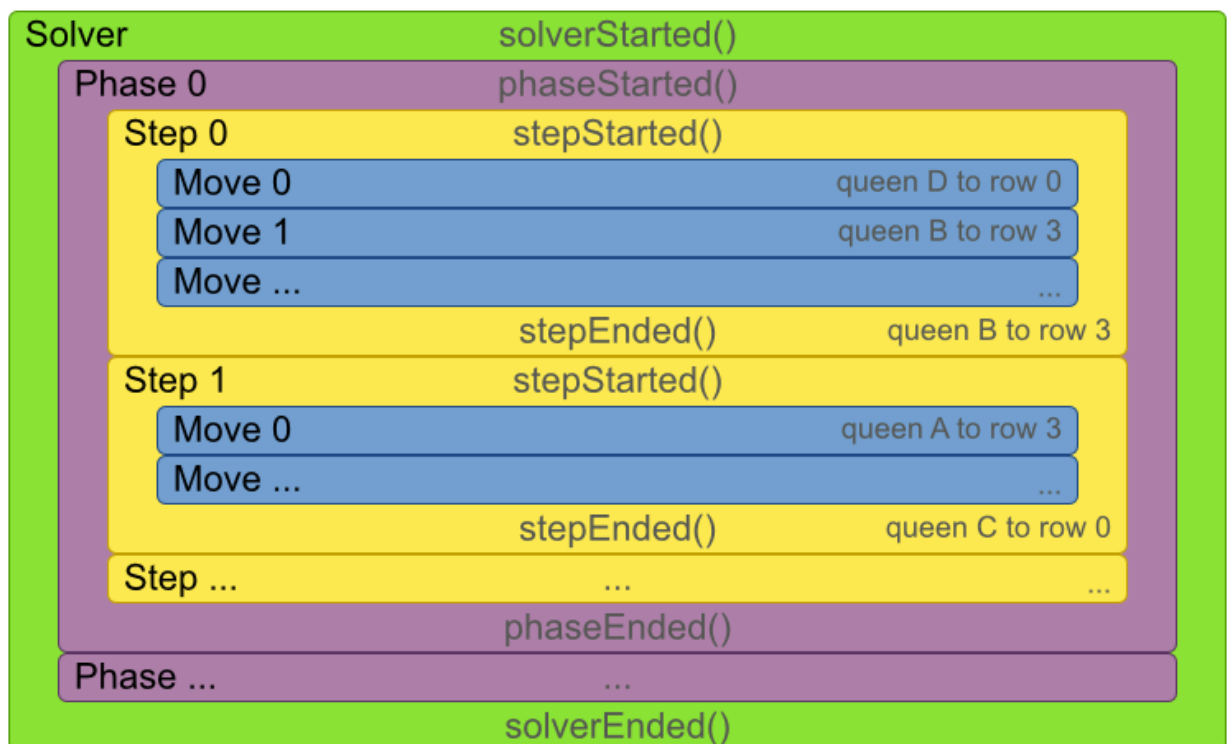 Solver solverStarted()
Phase 0 phaseStarted()
Step 0 stepStarted()
Move 0 queen D to row 0
Move 1 queen B to row 3
Move ... ...
stepEnded() queen B to row 3
Step 1 stepStarted()
Move 0 queen A to row 3
Move ... ...
stepEnded() queen C to row 0
Step ... ... ...
phaseEnded()
Phase ... ...
solverEnded()